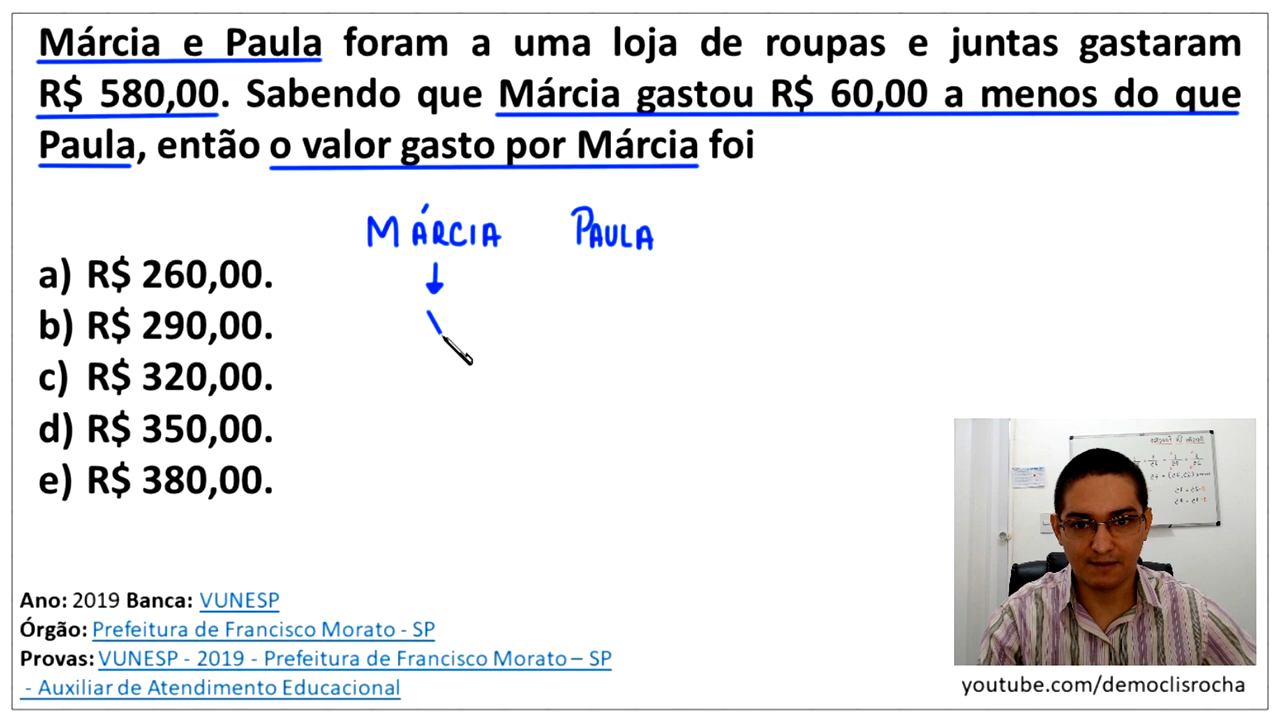 Márcia e Paula foram a uma loja de roupas e juntas gastaram
R$ 580,00. Sabendo que Márcia gastou R$ 60,00 a menos do que
Paula, então o valor gasto por Márcia foi
MÁRCIA PAULA
a) R$ 260,00.
b) R$ 290,00.
c) R$ 320,00.
d) R$ 350,00.
e) R$ 380,00.
Ano: 2019 Banca: VUNESP
Órgão: Prefeitura de Francisco Morato - SP
Provas: VUNESP - 2019 - Prefeitura de Francisco Morato – SP
- Auxiliar de Atendimento Educacional
youtube.com/democlisrocha